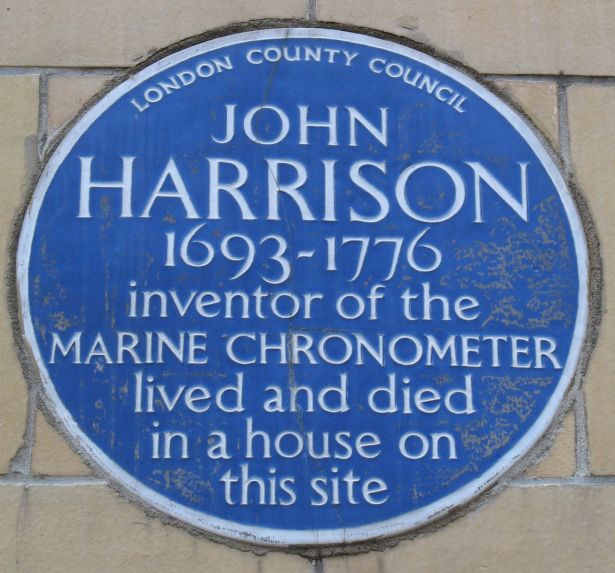 LONDON COUNTY COUNCIL
JOHN
HARRISON
1693-1776
inventor of the
MARINE CHRONOMETER
lived and died
in a house on
this site